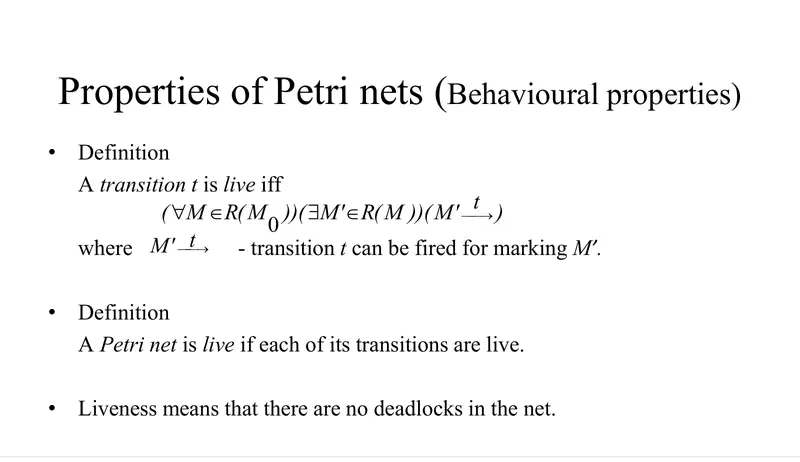 Properties of Petri nets (Behavioural properties)
• Definition
A transition t is live iff
(∀M∈R(M₀))(∃M'∈R(M))(M' —t→)
where M' —t→ - transition t can be fired for marking M′.
• Definition
A Petri net is live if each of its transitions are live.
• Liveness means that there are no deadlocks in the net.